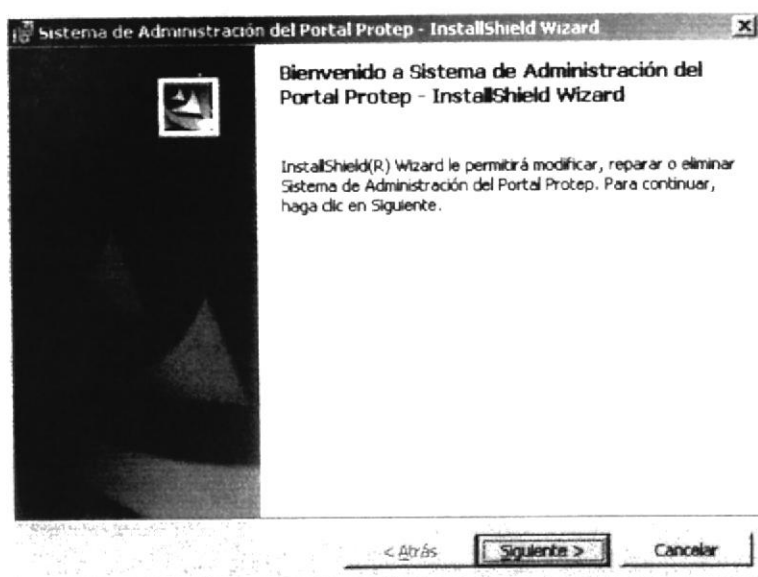 Sistema de Administración del Portal Protep - InstallShield Wizard
Bienvenido a Sistema de Administración del
Portal Protep - InstallShield Wizard
InstallShield(R) Wizard le permitirá modificar, reparar o eliminar
Sistema de Administración del Portal Protep. Para continuar,
haga clic en Siguiente.
< Atrás
Siguiente >
Cancelar